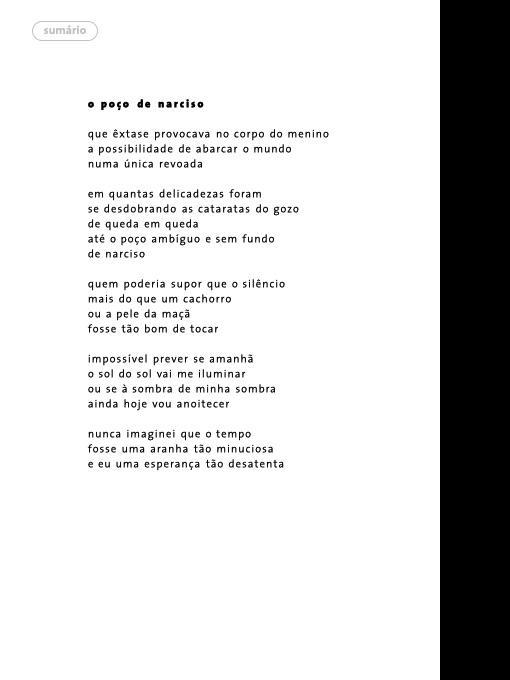 sumário
o poço de narciso
que êxtase provocava no corpo do menino
a possibilidade de abarcar o mundo
numa única revoada
em quantas delicadezas foram
se desdobrando as cataratas do gozo
de queda em queda
até o poço ambíguo e sem fundo
de narciso
quem poderia supor que o silêncio
mais do que um cachorro
ou a pele da maçã
fosse tão bom de tocar
impossível prever se amanhã
o sol do sol vai me iluminar
ou se à sombra de minha sombra
ainda hoje vou anoitecer
nunca imaginei que o tempo
fosse uma aranha tão minuciosa
e eu uma esperança tão desatenta